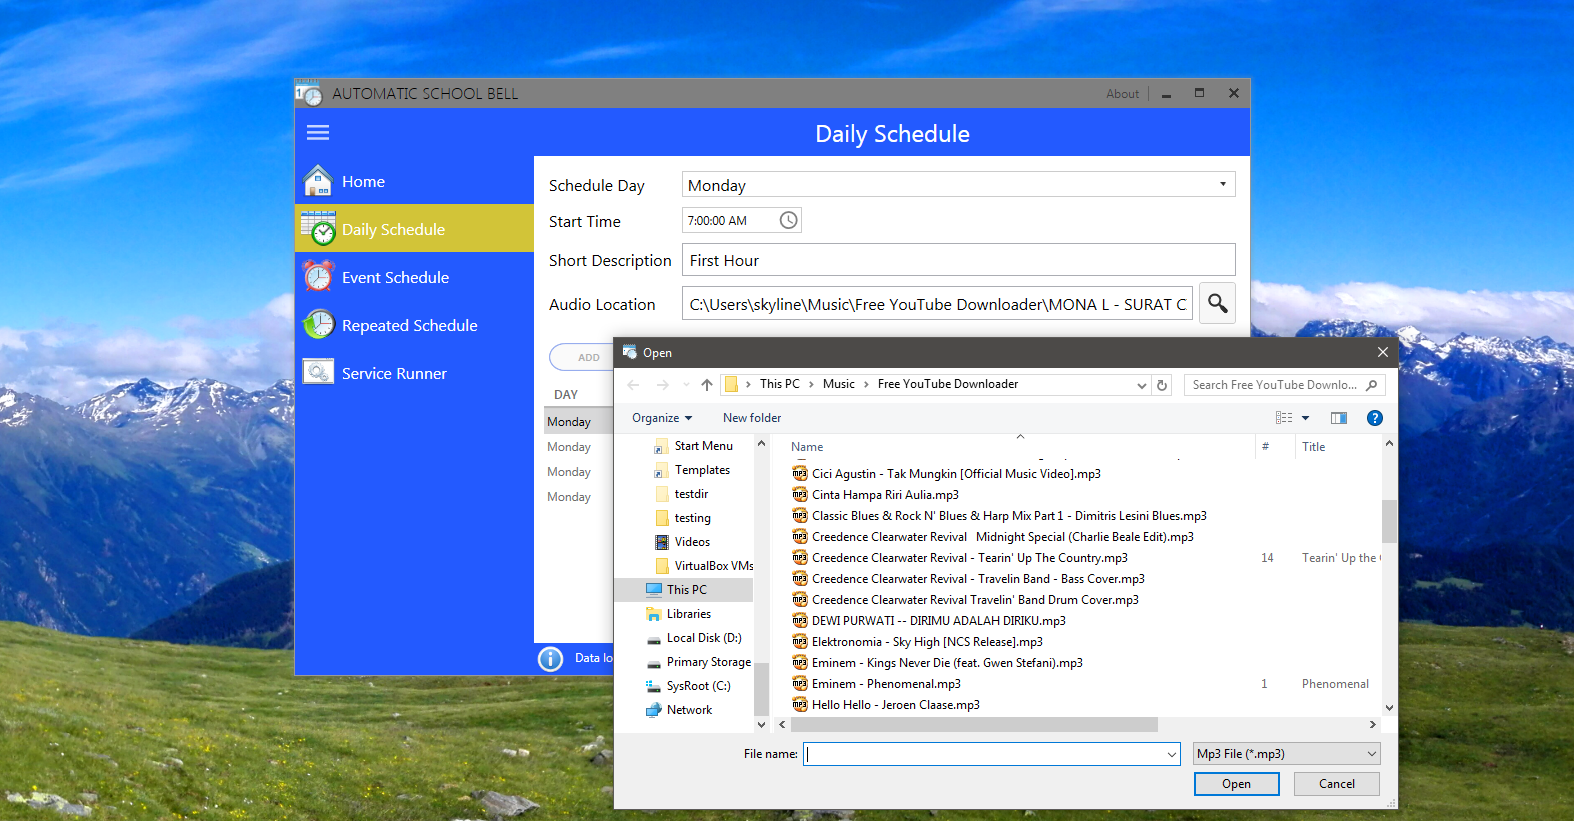 AUTOMATIC SCHOOL BELL
About
Daily Schedule
Home
Daily Schedule
Event Schedule
Repeated Schedule
Service Runner
Schedule Day
Monday
Start Time
7:00:00 AM
Short Description
First Hour
Audio Location
C:\Users\skyline\Music\Free YouTube Downloader\MONA L - SURAT C
ADD
DAY
Monday
Monday
Monday
Monday
Data lo
Open
This PC > Music > Free YouTube Downloader
Search Free YouTube Downlo...
Organize
New folder
Start Menu
Templates
testdir
testing
Videos
VirtualBox VMs
This PC
Libraries
Local Disk (D:)
Primary Storage
SysRoot (C:)
Network
Name # Title
Cici Agustin - Tak Mungkin [Official Music Video].mp3
Cinta Hampa Riri Aulia.mp3
Classic Blues & Rock N' Blues & Harp Mix Part 1 - Dimitris Lesini Blues.mp3
Creedence Clearwater Revival   Midnight Special (Charlie Beale Edit).mp3
Creedence Clearwater Revival - Tearin' Up The Country.mp3 14 Tearin' Up the
Creedence Clearwater Revival - Travelin Band - Bass Cover.mp3
Creedence Clearwater Revival Travelin' Band Drum Cover.mp3
DEWI PURWATI -- DIRIMU ADALAH DIRIKU.mp3
Elektronomia - Sky High [NCS Release].mp3
Eminem - Kings Never Die (feat. Gwen Stefani).mp3
Eminem - Phenomenal.mp3 1 Phenomenal
Hello Hello - Jeroen Claase.mp3
File name:
Mp3 File (*.mp3)
Open
Cancel